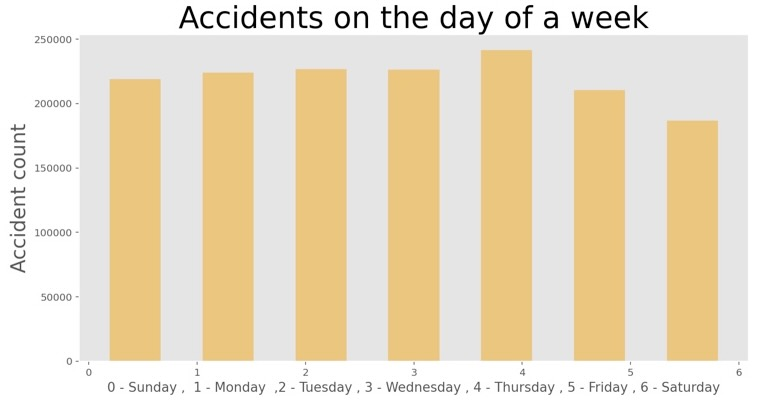 Accidents on the day of a week
Accident count
250000
200000
150000
100000
50000
0
0 1 2 3 4 5 6
0 - Sunday , 1 - Monday ,2 - Tuesday , 3 - Wednesday , 4 - Thursday , 5 - Friday , 6 - Saturday